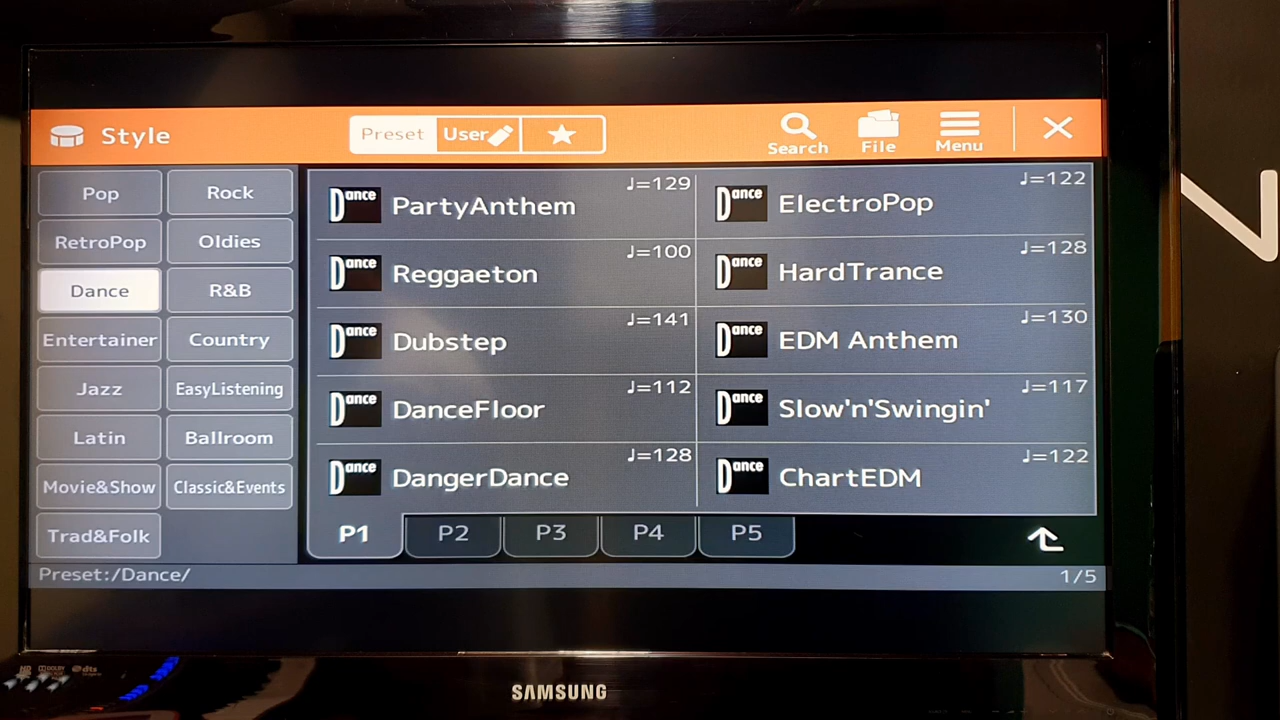 Style
Preset User ★
Search File Menu
Pop Rock
RetroPop Oldies
Dance R&B
Entertainer Country
Jazz EasyListening
Latin Ballroom
Movie&Show Classic&Events
Trad&Folk
Dance PartyAnthem ♩=129
Dance ElectroPop ♩=122
Dance Reggaeton ♩=100
Dance HardTrance ♩=128
Dance Dubstep ♩=141
Dance EDM Anthem ♩=130
Dance DanceFloor ♩=112
Dance Slow'n'Swingin' ♩=117
Dance DangerDance ♩=128
Dance ChartEDM ♩=122
P1 P2 P3 P4 P5
Preset:/Dance/ 1/5
DOLBY dts
SAMSUNG